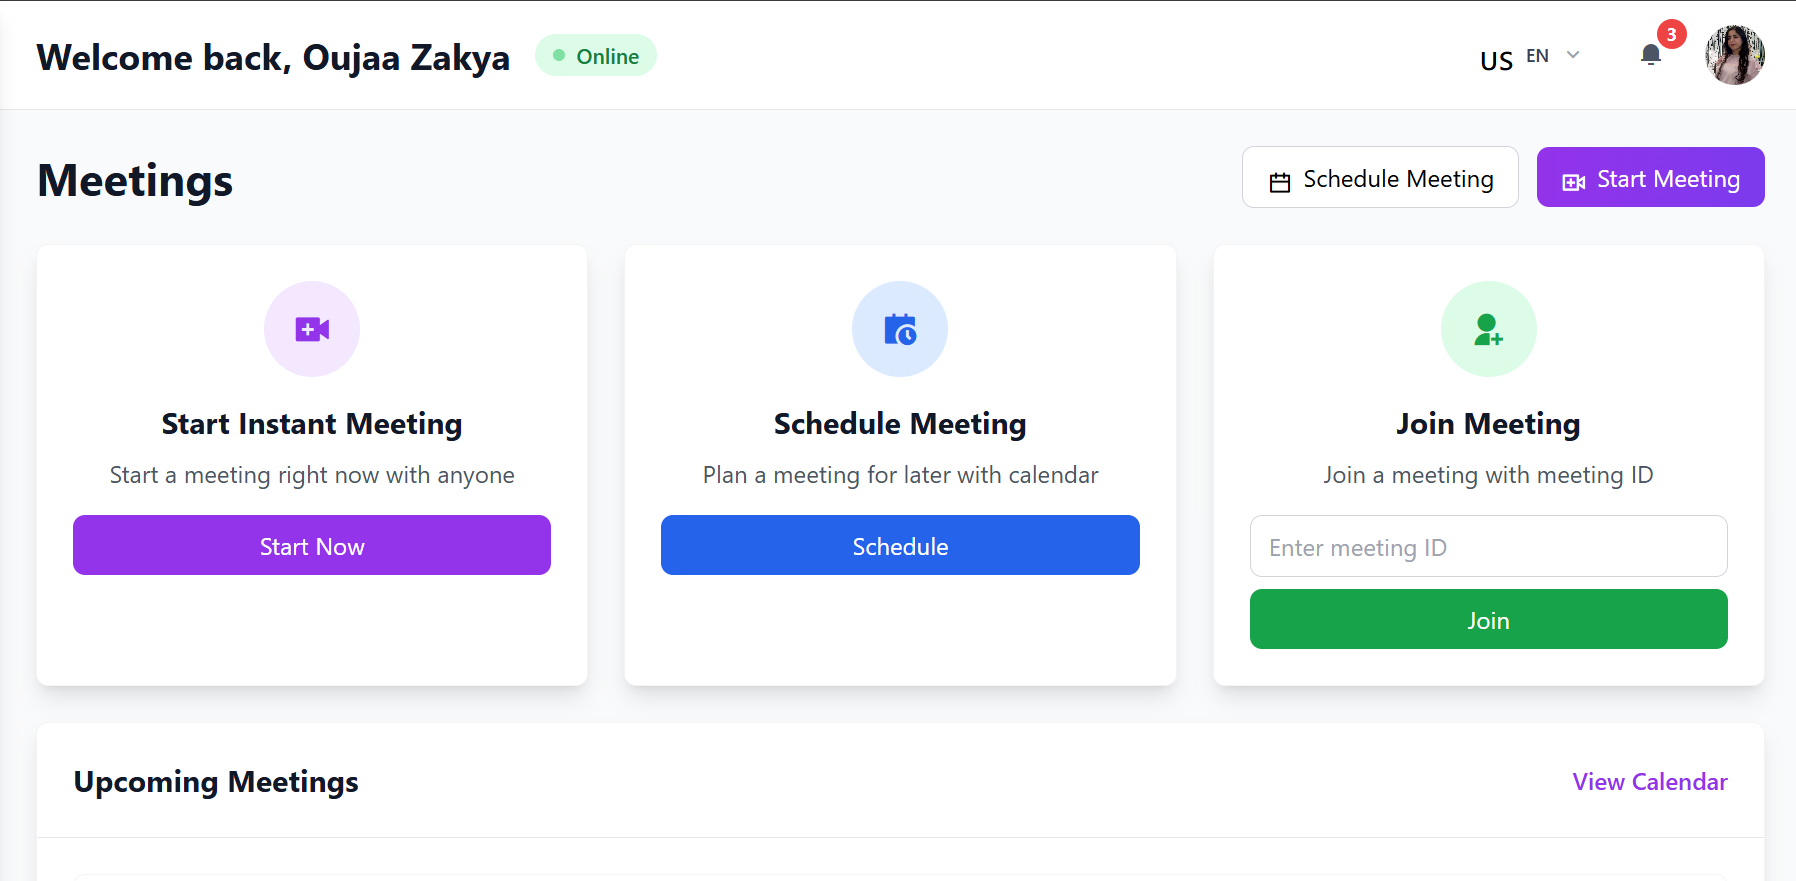 Welcome back, Oujaa Zakya
Online
US EN
3
Meetings
Schedule Meeting
Start Meeting
Start Instant Meeting
Start a meeting right now with anyone
Start Now
Schedule Meeting
Plan a meeting for later with calendar
Schedule
Join Meeting
Join a meeting with meeting ID
Enter meeting ID
Join
Upcoming Meetings
View Calendar